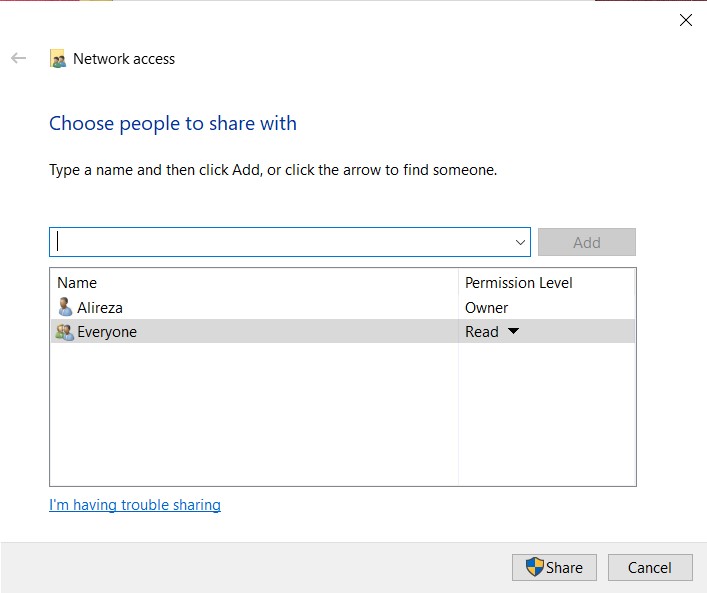 Network access
Choose people to share with
Type a name and then click Add, or click the arrow to find someone.
Add
Name Permission Level
Alireza Owner
Everyone Read
I'm having trouble sharing
Share Cancel